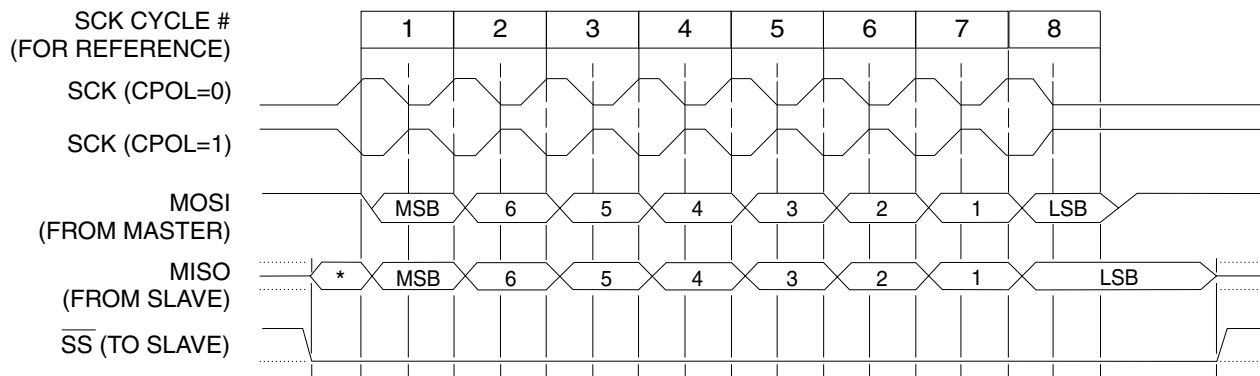 SCK CYCLE #
(FOR REFERENCE)
1 2 3 4 5 6 7 8
SCK (CPOL=0)
SCK (CPOL=1)
MOSI
(FROM MASTER)
MSB 6 5 4 3 2 1 LSB
MISO
(FROM SLAVE)
* MSB 6 5 4 3 2 1 LSB
SS (TO SLAVE)